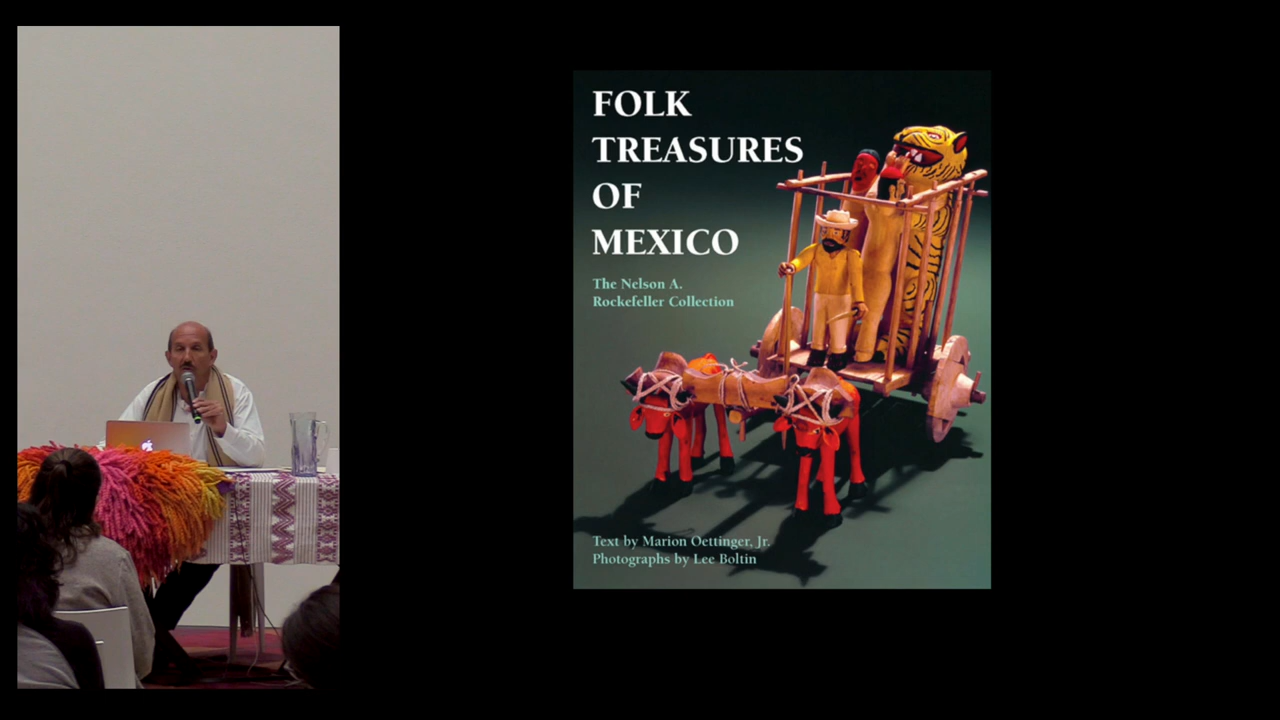 FOLK
TREASURES
OF
MEXICO
The Nelson A.
Rockefeller Collection
Text by Marion Oettinger, Jr.
Photographs by Lee Boltin